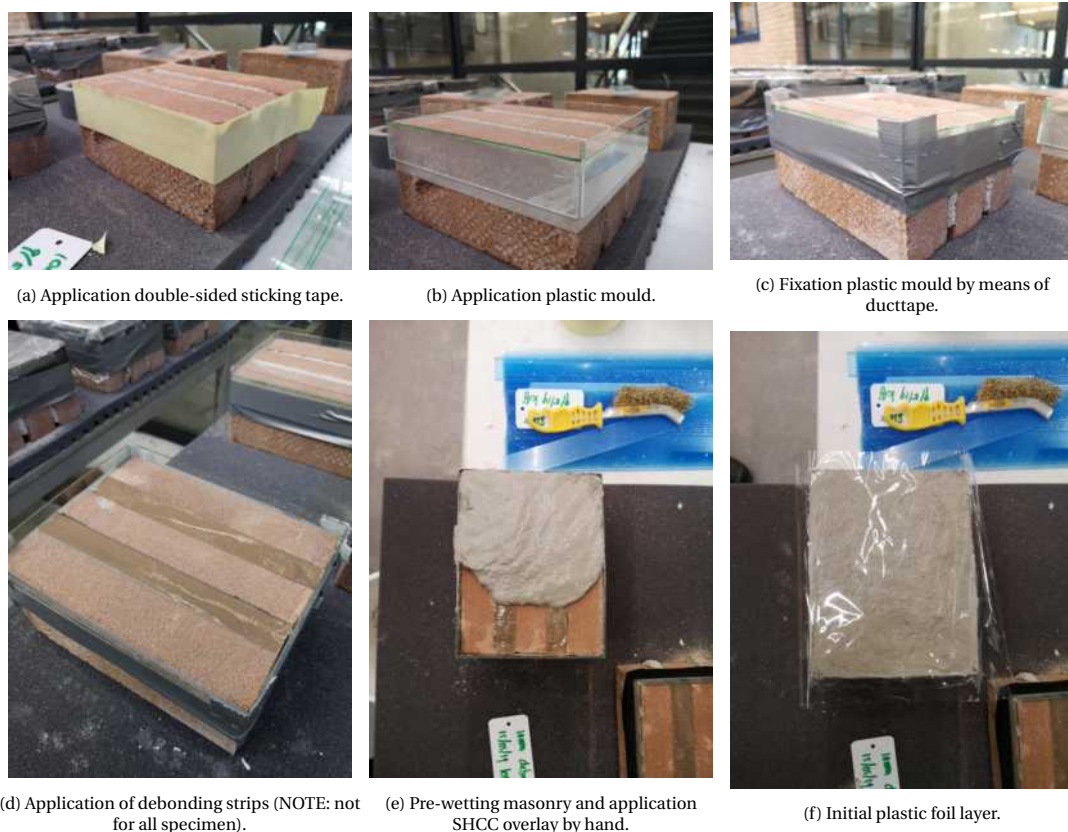 (a) Application double-sided sticking tape.
(b) Application plastic mould.
(c) Fixation plastic mould by means of
ducttape.
(d) Application of debonding strips (NOTE: not
for all specimen).
(e) Pre-wetting masonry and application
SHCC overlay by hand.
(f) Initial plastic foil layer.